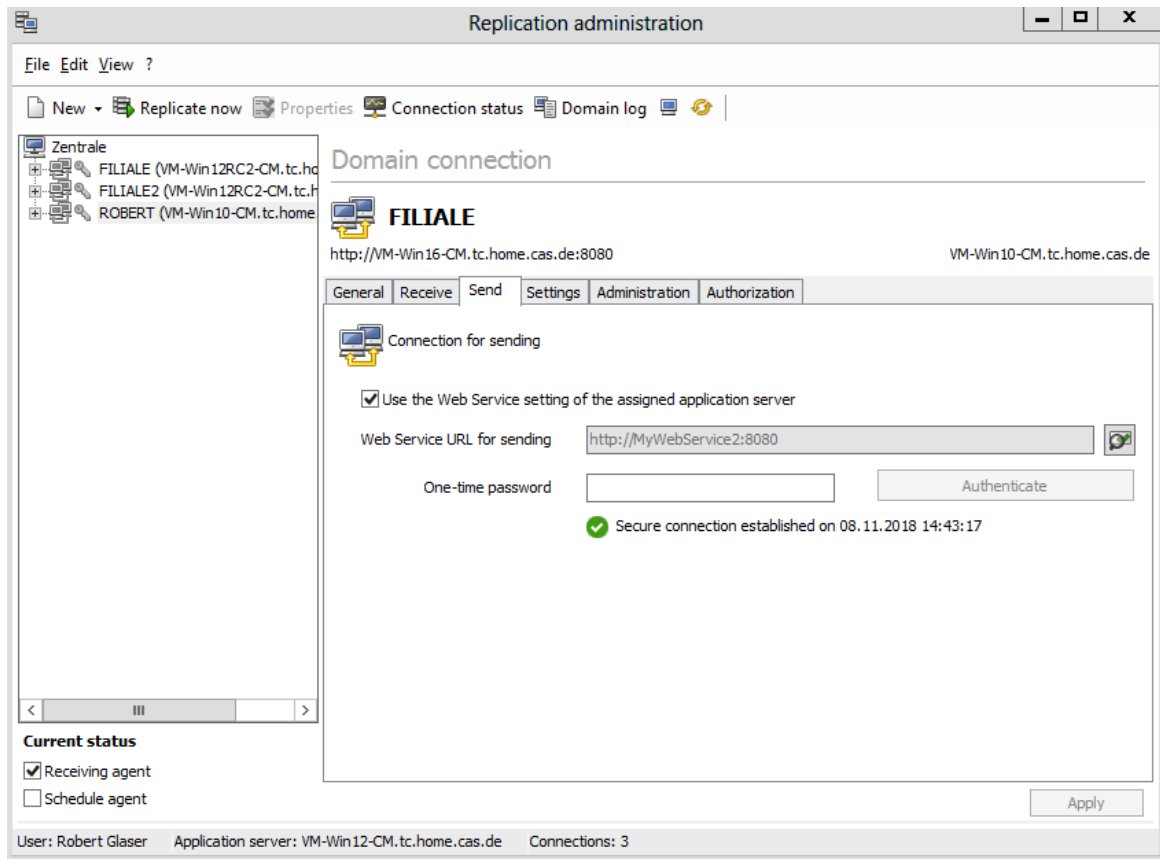 Replication administration
File Edit View ?
New Replicate now Properties Connection status Domain log
Zentrale
FILIALE (VM-Win12RC2-CM.tc.ho
FILIALE2 (VM-Win12RC2-CM.tc.h
ROBERT (VM-Win10-CM.tc.home.
Domain connection
FILIALE
http://VM-Win16-CM.tc.home.cas.de:8080 VM-Win10-CM.tc.home.cas.de
General Receive Send Settings Administration Authorization
Connection for sending
Use the Web Service setting of the assigned application server
Web Service URL for sending http://MyWebService2:8080
One-time password Authenticate
Secure connection established on 08.11.2018 14:43:17
Current status
Receiving agent
Schedule agent
Apply
User: Robert Glaser Application server: VM-Win12-CM.tc.home.cas.de Connections: 3